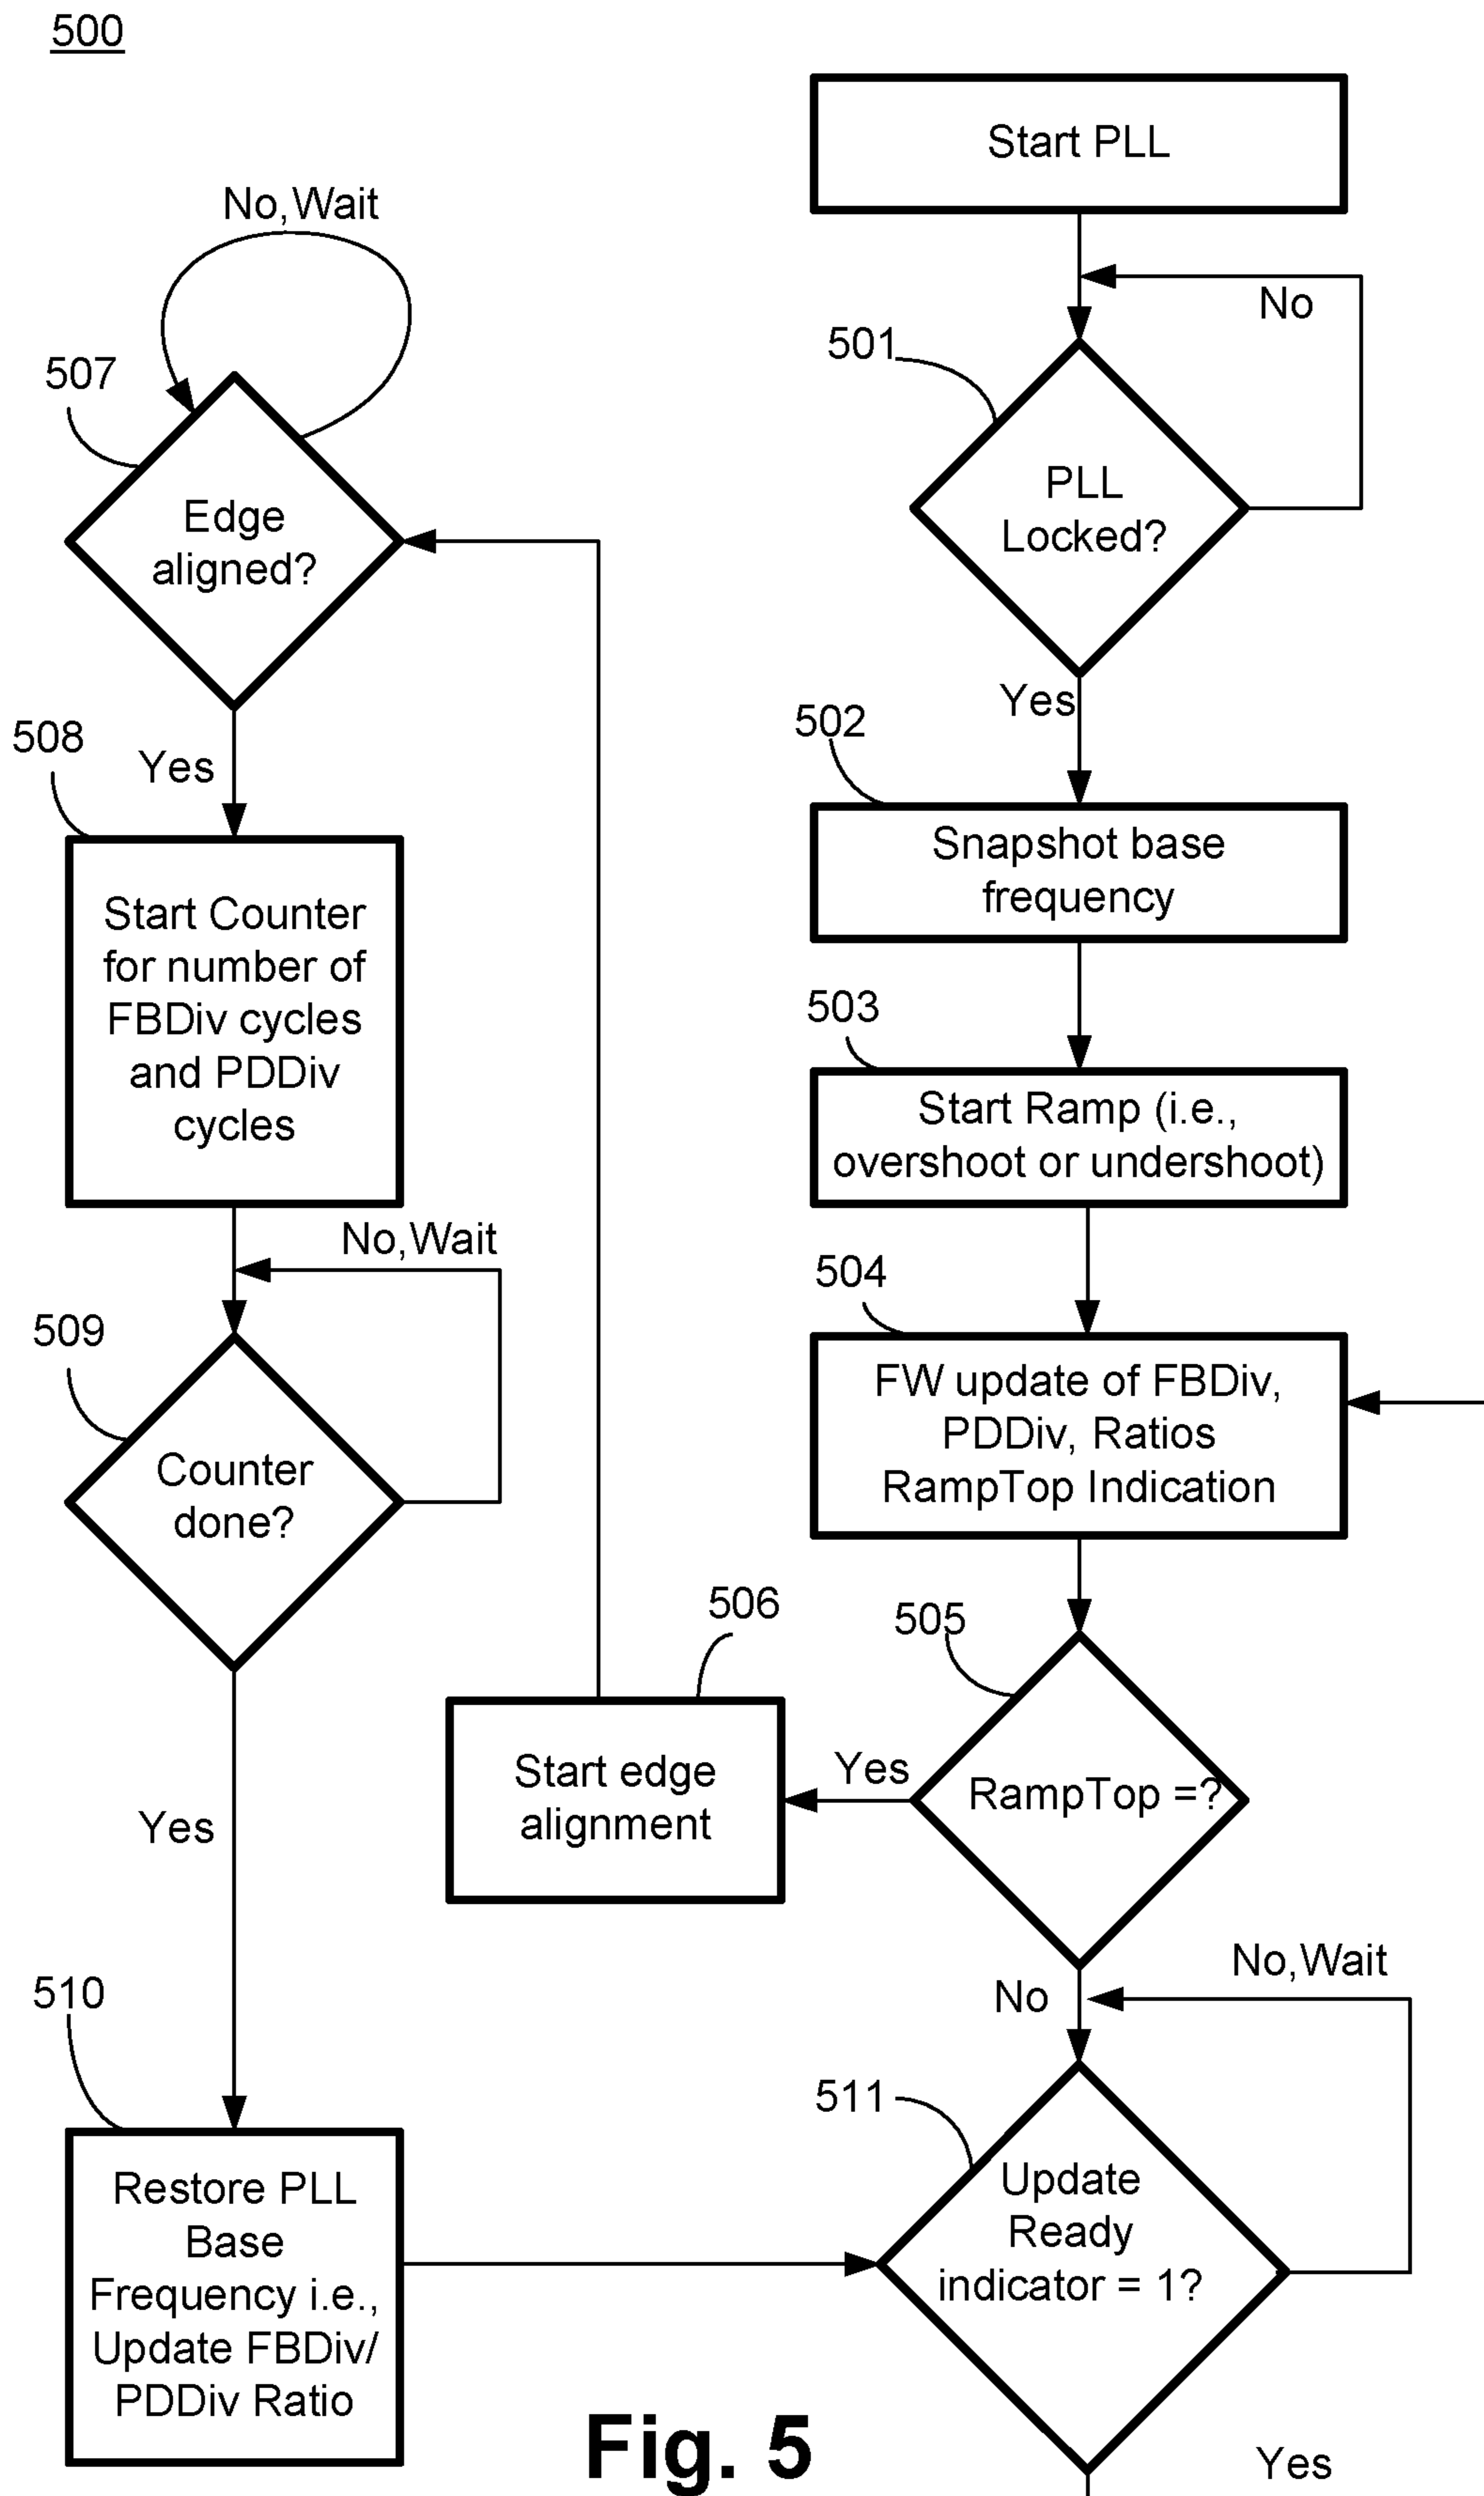 500
Start PLL
No
501
PLL
Locked?
Yes
502
Snapshot base
frequency
503
Start Ramp (i.e.,
overshoot or undershoot)
504
FW update of FBDiv,
PDDiv, Ratios
RampTop Indication
505
RampTop =?
Yes
506
Start edge
alignment
No,Wait
507
Edge
aligned?
Yes
508
Start Counter
for number of
FBDiv cycles
and PDDiv
cycles
No,Wait
509
Counter
done?
Yes
510
Restore PLL
Base
Frequency i.e.,
Update FBDiv/
PDDiv Ratio
No
No,Wait
511
Update
Ready
indicator = 1?
Yes
Fig. 5